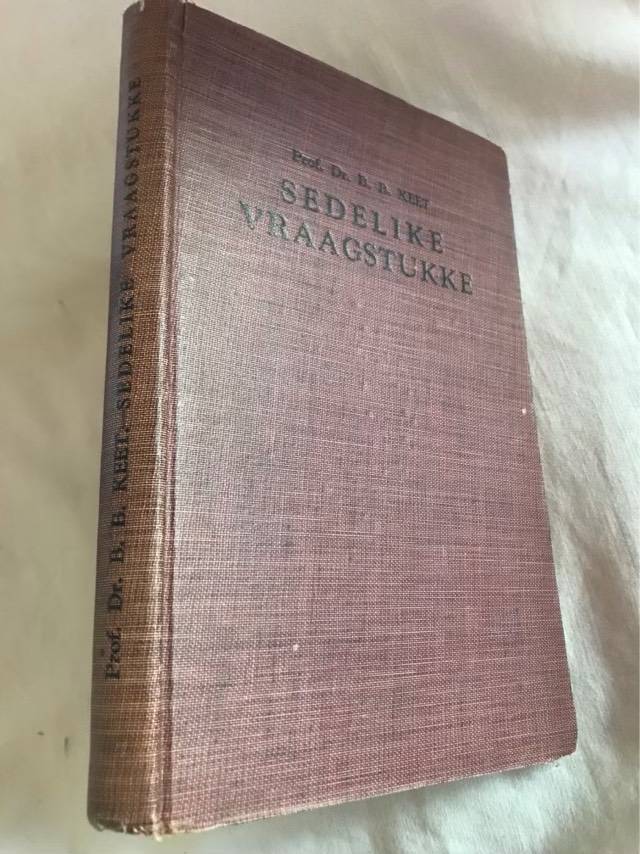 Prof. Dr. B. B. KEET
SEDELIKE
VRAAGSTUKKE
Prof. Dr. B. B. KEET. SEDELIKE VRAAGSTUKKE